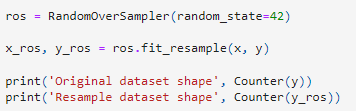 ros = RandomOverSampler(random_state=42)
x_ros, y_ros = ros.fit_resample(x, y)
print('Original dataset shape', Counter(y))
print('Resample dataset shape', Counter(y_ros))